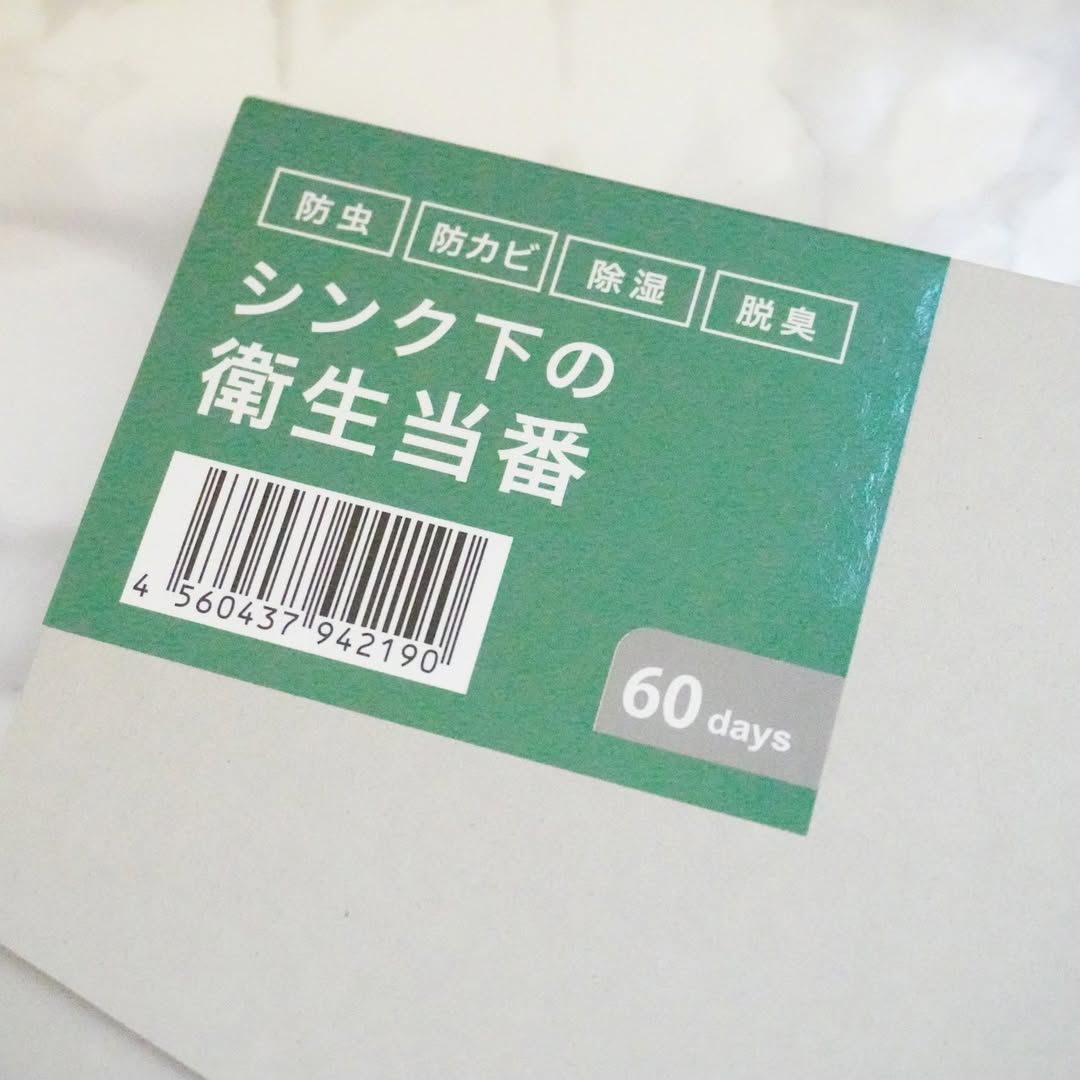 防虫 防カビ 除湿 脱臭
シンク下の
衛生当番
4 560437 942190
60 days